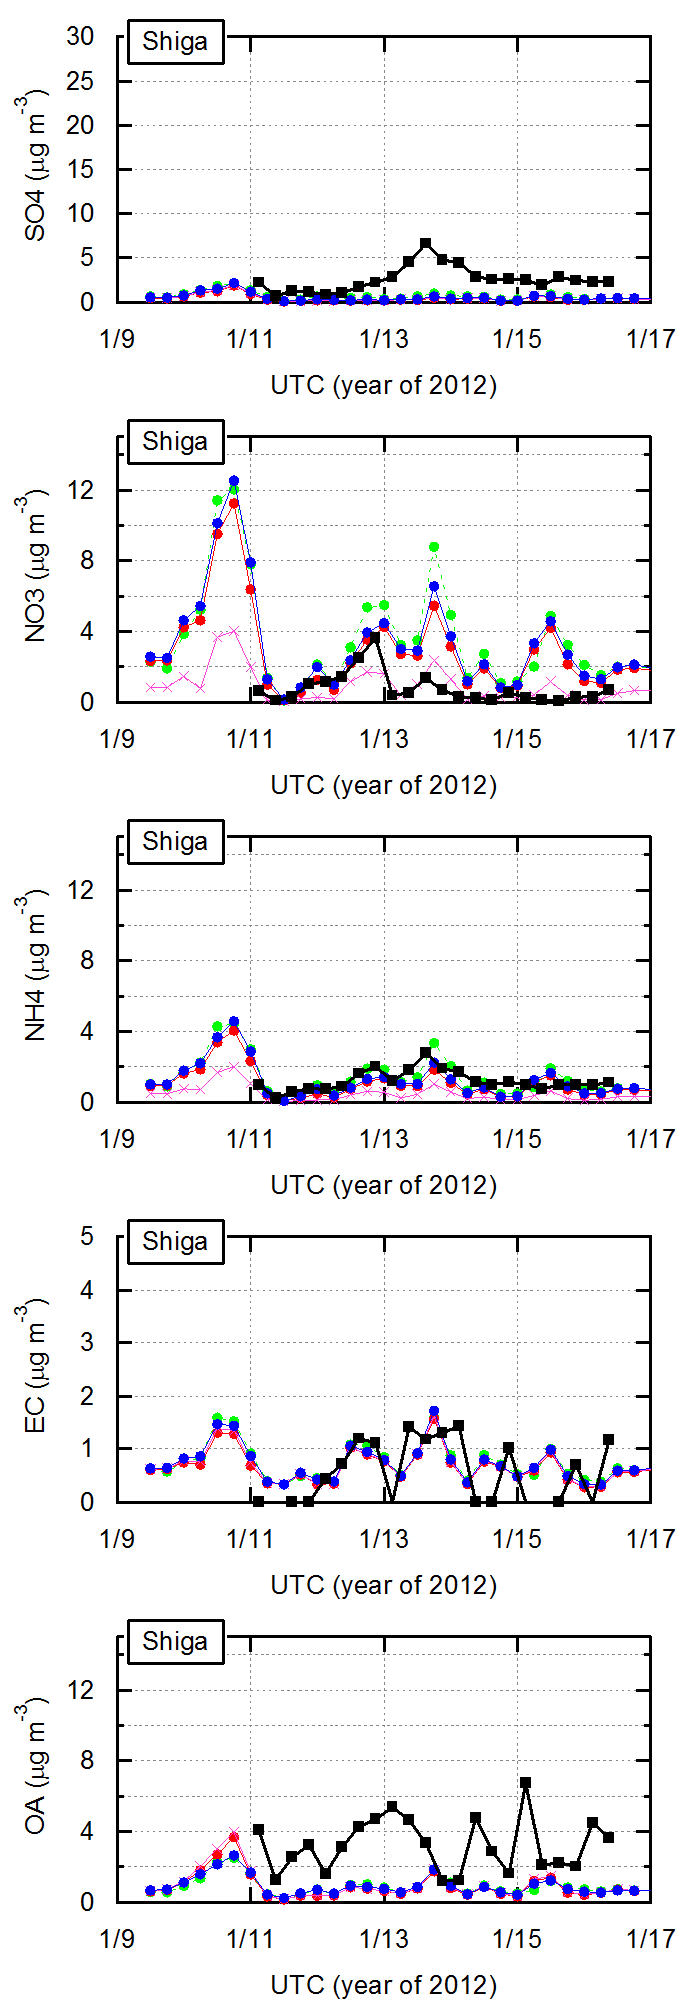 Shiga
30
25
20
15
10
5
0
SO4 (μg m-3)
1/9 1/11 1/13 1/15 1/17
UTC (year of 2012)
Shiga
12
8
4
0
NO3 (μg m-3)
1/9 1/11 1/13 1/15 1/17
UTC (year of 2012)
Shiga
12
8
4
0
NH4 (μg m-3)
1/9 1/11 1/13 1/15 1/17
UTC (year of 2012)
Shiga
5
4
3
2
1
0
EC (μg m-3)
1/9 1/11 1/13 1/15 1/17
UTC (year of 2012)
Shiga
12
8
4
0
OA (μg m-3)
1/9 1/11 1/13 1/15 1/17
UTC (year of 2012)